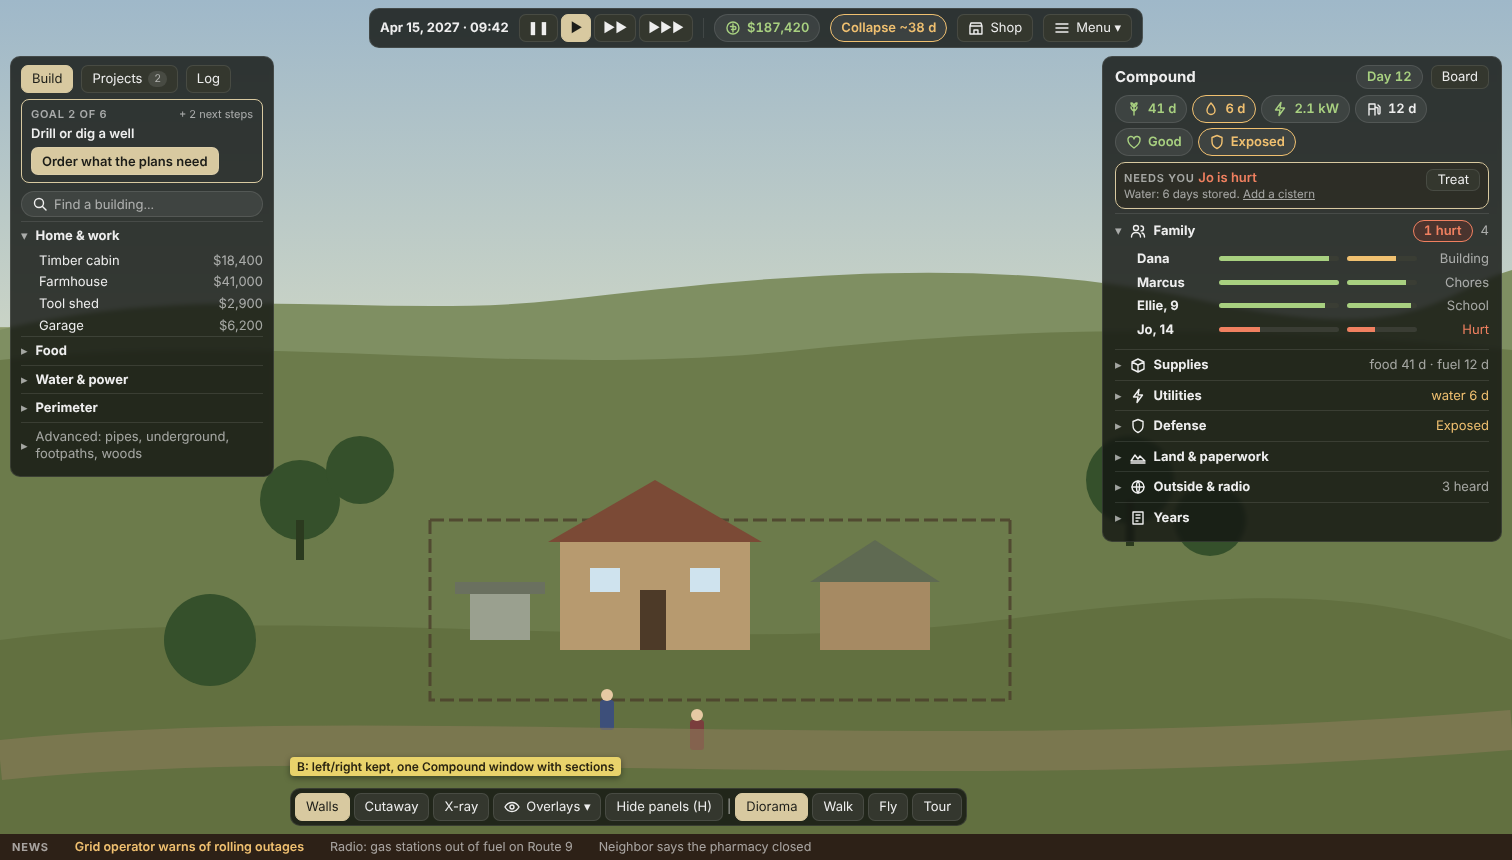 Apr 15, 2027 · 09:42
$187,420
Collapse ~38 d
Shop
Menu ▾
Build
Projects 2
Log
GOAL 2 OF 6
+ 2 next steps
Drill or dig a well
Order what the plans need
Find a building...
▾ Home & work
Timber cabin $18,400
Farmhouse $41,000
Tool shed $2,900
Garage $6,200
▸ Food
▸ Water & power
▸ Perimeter
▸ Advanced: pipes, underground,
footpaths, woods
Compound
Day 12
Board
41 d
6 d
2.1 kW
12 d
Good
Exposed
NEEDS YOU Jo is hurt
Treat
Water: 6 days stored. Add a cistern
▾ Family 1 hurt 4
Dana Building
Marcus Chores
Ellie, 9 School
Jo, 14 Hurt
▸ Supplies food 41 d · fuel 12 d
▸ Utilities water 6 d
▸ Defense Exposed
▸ Land & paperwork
▸ Outside & radio 3 heard
▸ Years
B: left/right kept, one Compound window with sections
Walls
Cutaway
X-ray
Overlays ▾
Hide panels (H)
|
Diorama
Walk
Fly
Tour
NEWS Grid operator warns of rolling outages Radio: gas stations out of fuel on Route 9 Neighbor says the pharmacy closed